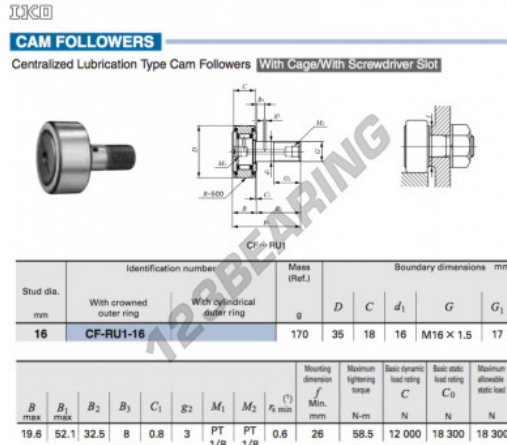 IKO
CAM FOLLOWERS
Centralized Lubrication Type Cam Followers With Cage/With Screwdriver Slot
C
D
R=500
B
CF-RU1
123BEARING
Stud dia. mm
Identification number
With crowned outer ring
With cylindrical outer ring
Mass (Ref.) g
Boundary dimensions mm
D C d1 G G1
16 CF-RU1-16 170 35 18 16 M16 × 1.5 17
B max B1 max B2 B3 C1 g2 M1 M2 rs min (1)
Mounting dimension f Min. mm
Maximum tightening torque N-m
Basic dynamic load rating C N
Basic static load rating C0 N
Maximum allowable static load N
19.6 52.1 32.5 8 0.8 3 PT 1/8 PT 1/8 0.6 26 58.5 12 000 18 300 18 300